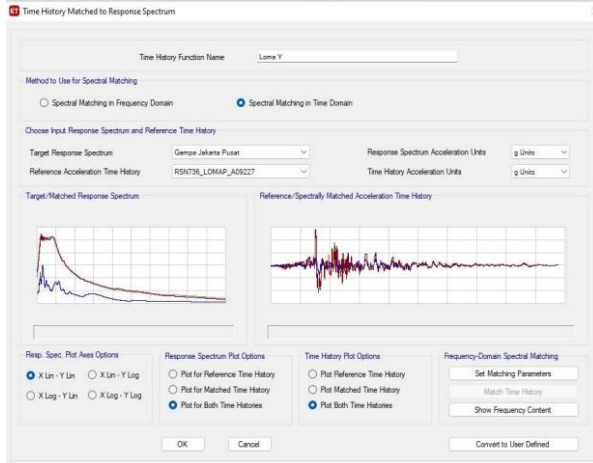 ET Time History Matched to Response Spectrum
Time History Function Name Loma Y
Method to Use for Spectral Matching
Spectral Matching in Frequency Domain Spectral Matching in Time Domain
Choose Input Response Spectrum and Reference Time History
Target Response Spectrum Gempa Jakarta Pusat Response Spectrum Acceleration Units g Units
Reference Acceleration Time History RSN736_LOMAP_A09227 Time History Acceleration Units g Units
Target/Matched Response Spectrum Reference/Spectrally Matched Acceleration Time History
Resp. Spec. Plot Axes Options Response Spectrum Plot Options Time History Plot Options Frequency-Domain Spectral Matching
X Lin - Y Lin X Lin - Y Log Plot for Reference Time History Plot Reference Time History Set Matching Parameters
Plot for Matched Time History Plot Matched Time History Match Time History
X Log - Y Lin X Log - Y Log Plot for Both Time Histories Plot Both Time Histories Show Frequency Content
OK Cancel Convert to User Defined